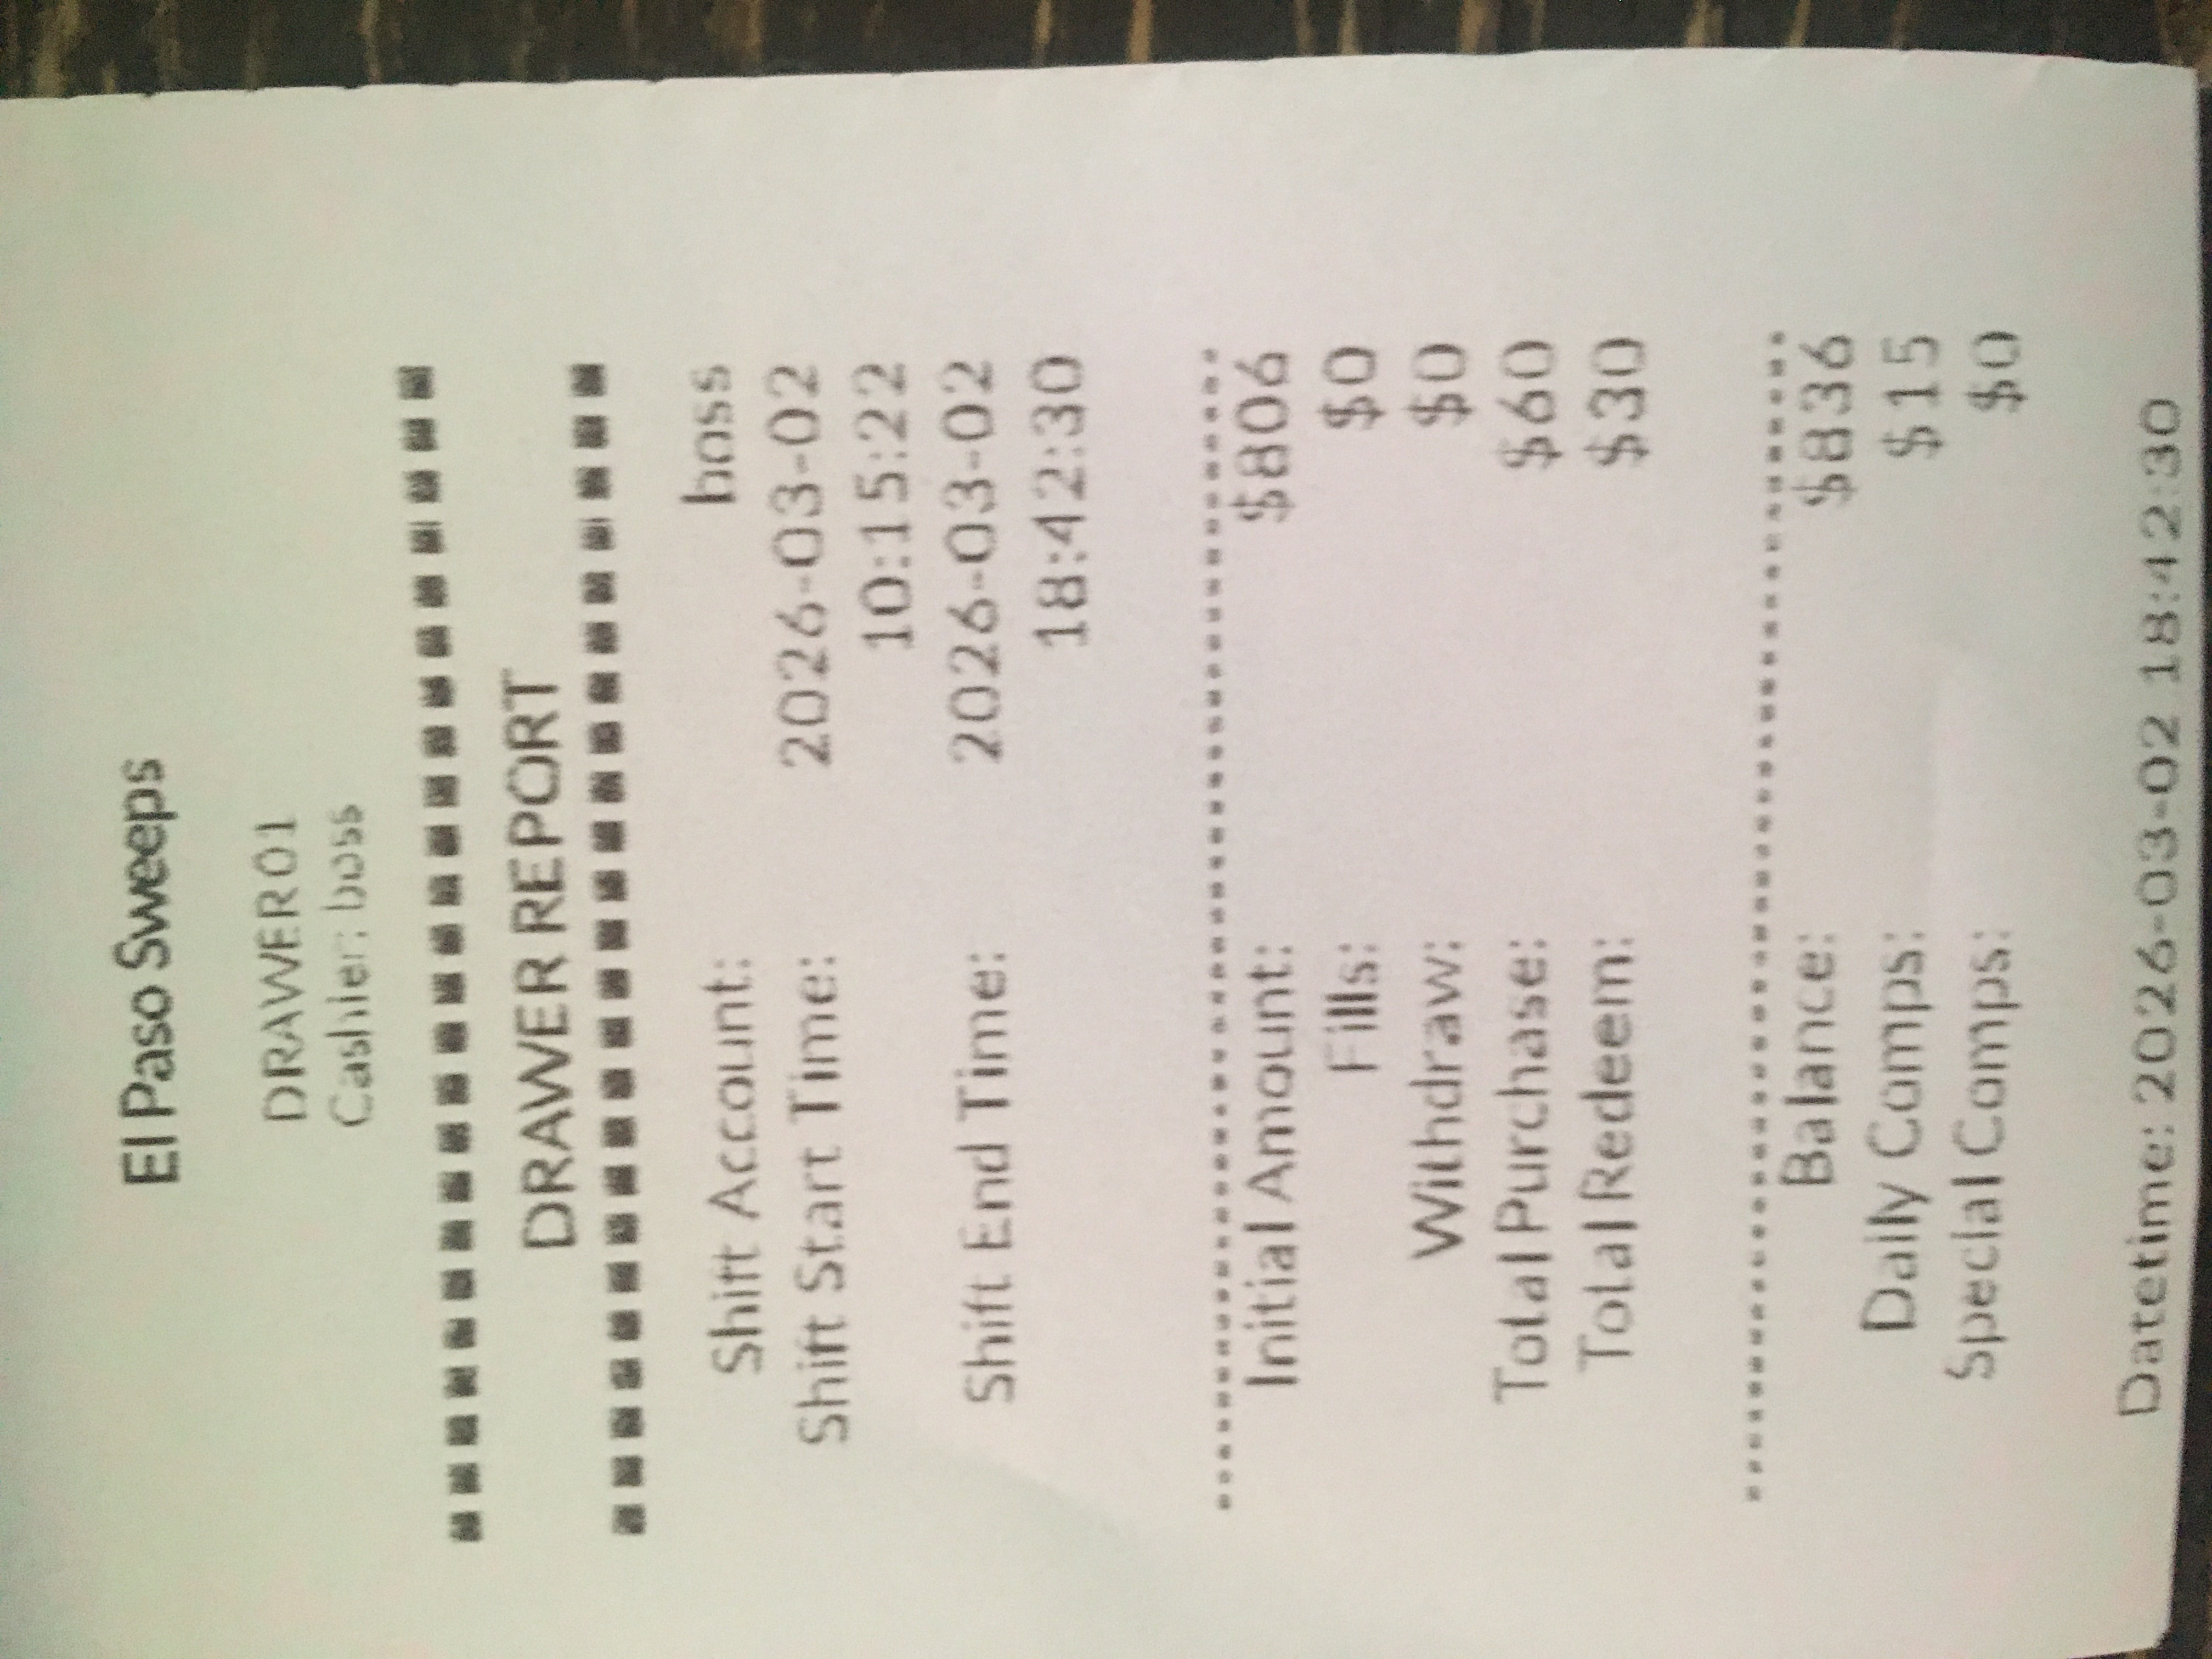 El Paso Sweeps
DRAWER01
Cashier: boss
DRAWER REPORT
Shift Account: boss
Shift Start Time: 2026-03-02
10:15:22
Shift End Time: 2026-03-02
18:42:30
Initial Amount: $806
Fills: $0
Withdraw: $0
Total Purchase: $60
Total Redeem: $30
Balance: $836
Daily Comps: $15
Special Comps: $0
Datetime: 2026-03-02 18:42:30